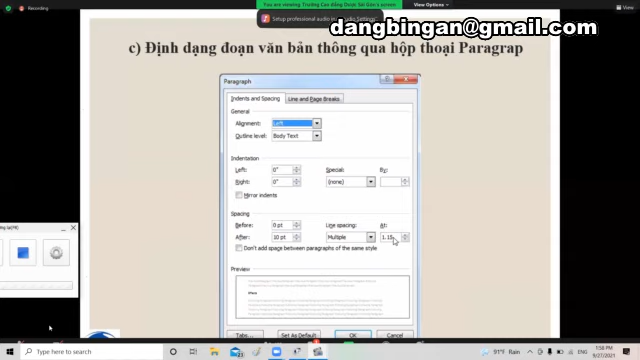 You are viewing Trường Cao đẳng Dược Sài Gòn's screen
View Options
Recording
View
Setup professional audio in "Audio Settings".
dangbingan@gmail.com
c) Định dạng đoạn văn bản thông qua hộp thoại Paragrap
Paragraph
Indents and Spacing
Line and Page Breaks
General
Alignment: Left
Outline level: Body Text
Indentation
Left: 0" Special: By:
Right: 0" (none)
Mirror indents
Spacing
Before: 0 pt Line spacing: At:
After: 10 pt Multiple 1.15
Don't add space between paragraphs of the same style
Preview
Tabs... Set As Default OK Cancel
Type here to search
91°F Rain
ENG
1:58 PM
9/27/2021